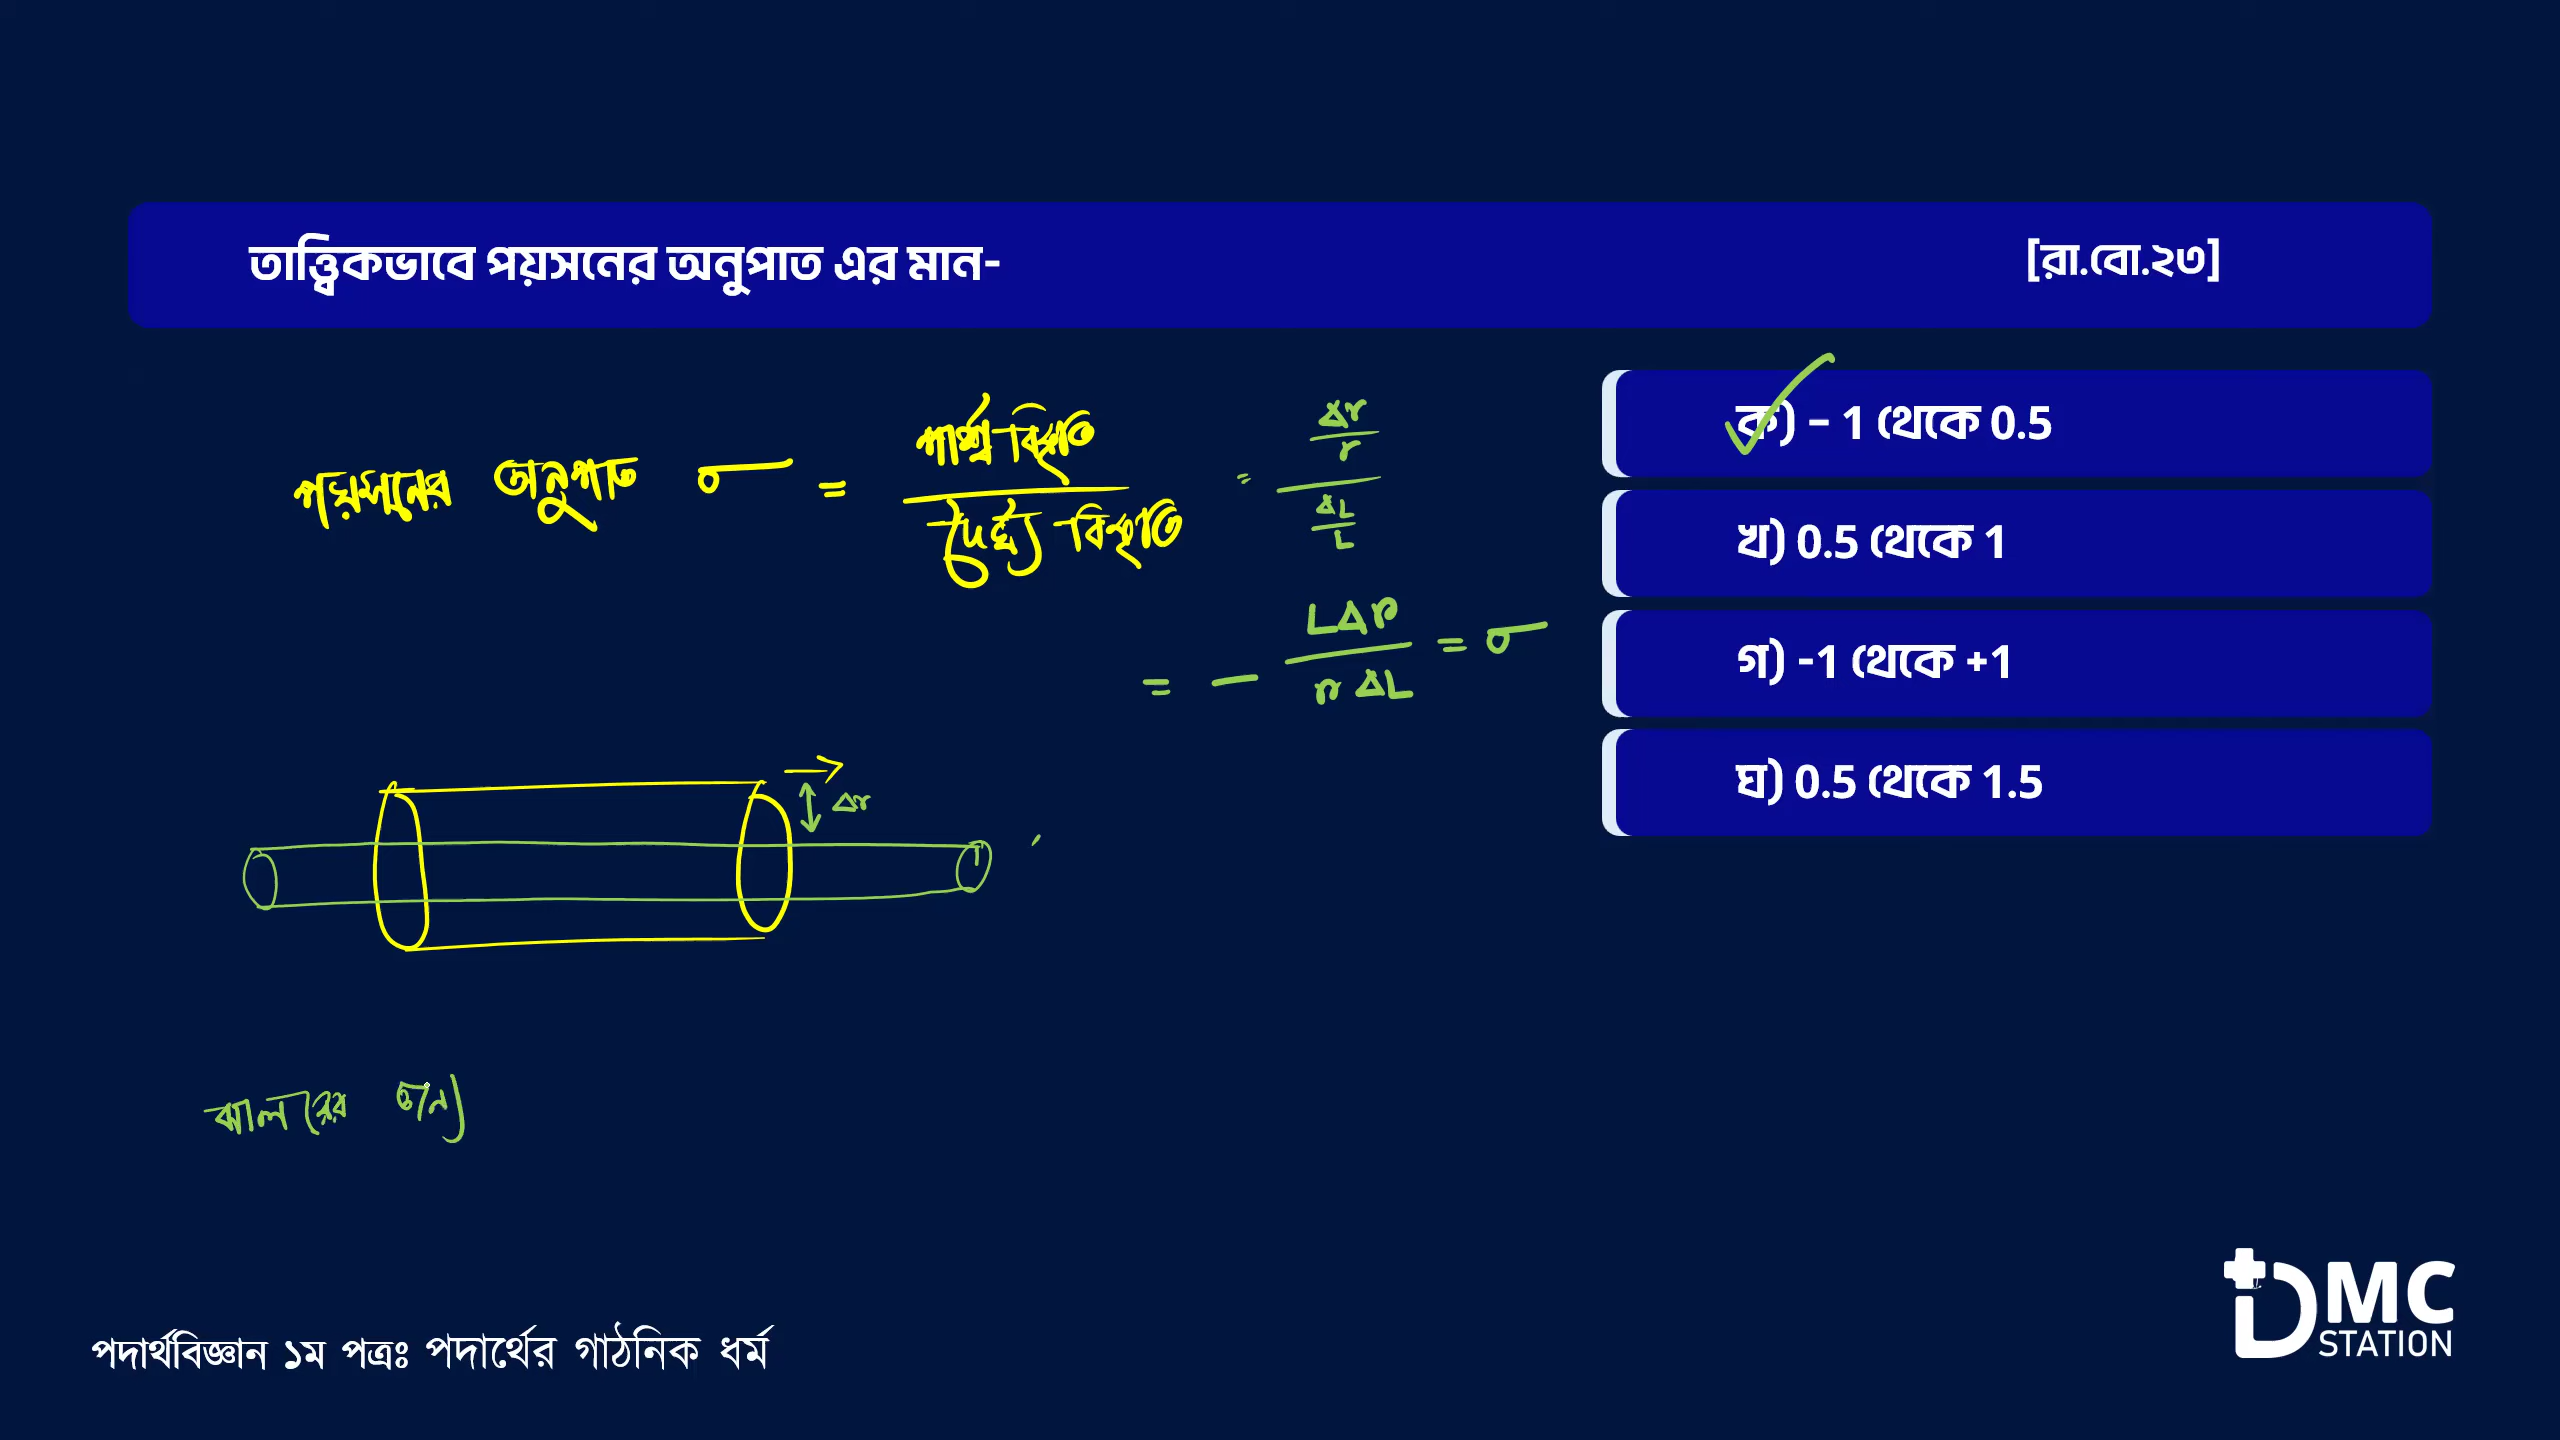 তাত্ত্বিকভাবে পয়সনের অনুপাত এর মান-
[রা.বো.২৩]
ক) – 1 থেকে 0.5
খ) 0.5 থেকে 1
গ) -1 থেকে +1
ঘ) 0.5 থেকে 1.5
পয়সনের অনুপাত σ = পার্শ্ব বিকৃতি / দৈর্ঘ্য বিকৃতি = Δr/r / ΔL/L
= – LΔr / rΔL = σ
Δr
জন্য
পদার্থবিজ্ঞান ১ম পত্রঃ পদার্থের গাঠনিক ধর্ম
DMC
STATION